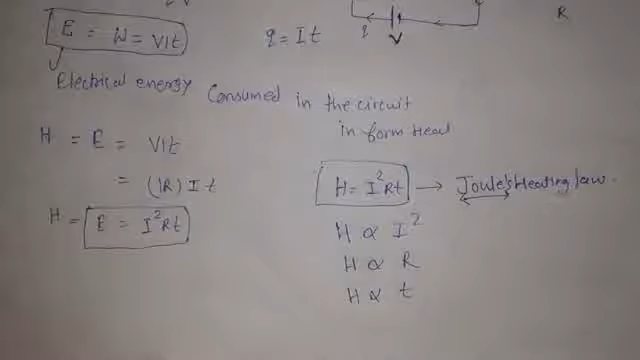 E = W = VIt
q = It
q
V
R
Electrical energy Consumed in the circuit
in form Heat
H = E = VIt
= (IR) I t
H = E = I²Rt
H = I²Rt → Joule's Heating law
H ∝ I²
H ∝ R
H ∝ t